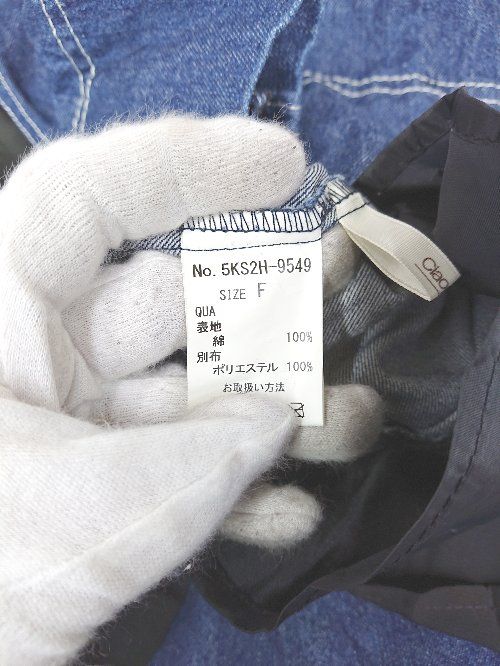 No. 5KS2H-9549
SIZE F
QUA
表地
綿 100%
別布
ポリエステル 100%
お取扱い方法